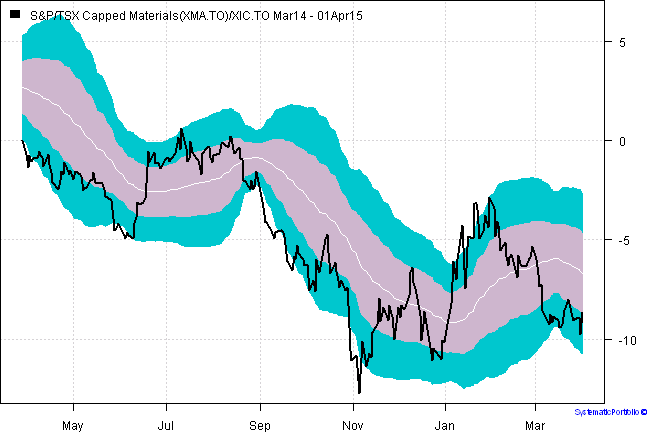 S&P/TSX Capped Materials(XMA.TO)/XIC.TO Mar14 - 01Apr15
5
0
-5
-10
May Jul Sep Nov Jan Mar
SystematicPortfolio ©